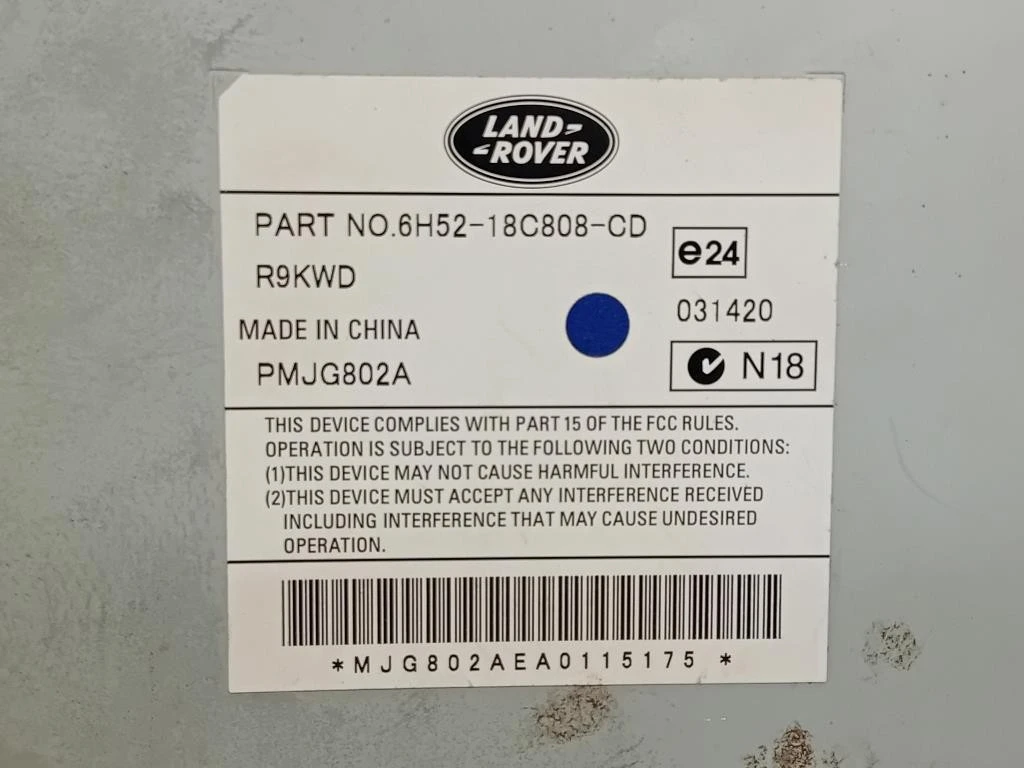 LAND
ROVER
PART NO.6H52-18C808-CD
e24
R9KWD
031420
MADE IN CHINA
N18
PMJG802A
THIS DEVICE COMPLIES WITH PART 15 OF THE FCC RULES.
OPERATION IS SUBJECT TO THE FOLLOWING TWO CONDITIONS:
(1)THIS DEVICE MAY NOT CAUSE HARMFUL INTERFERENCE.
(2)THIS DEVICE MUST ACCEPT ANY INTERFERENCE RECEIVED
INCLUDING INTERFERENCE THAT MAY CAUSE UNDESIRED
OPERATION.
*MJG802AEA0115175 *